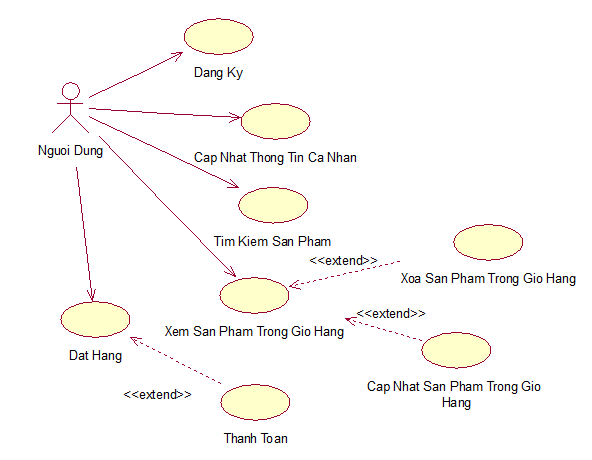 Dang Ky
Nguoi Dung
Cap Nhat Thong Tin Ca Nhan
Tim Kiem San Pham
<<extend>>
Xoa San Pham Trong Gio Hang
Xem San Pham Trong Gio Hang
<<extend>>
Dat Hang
Cap Nhat San Pham Trong Gio
Hang
<<extend>>
Thanh Toan